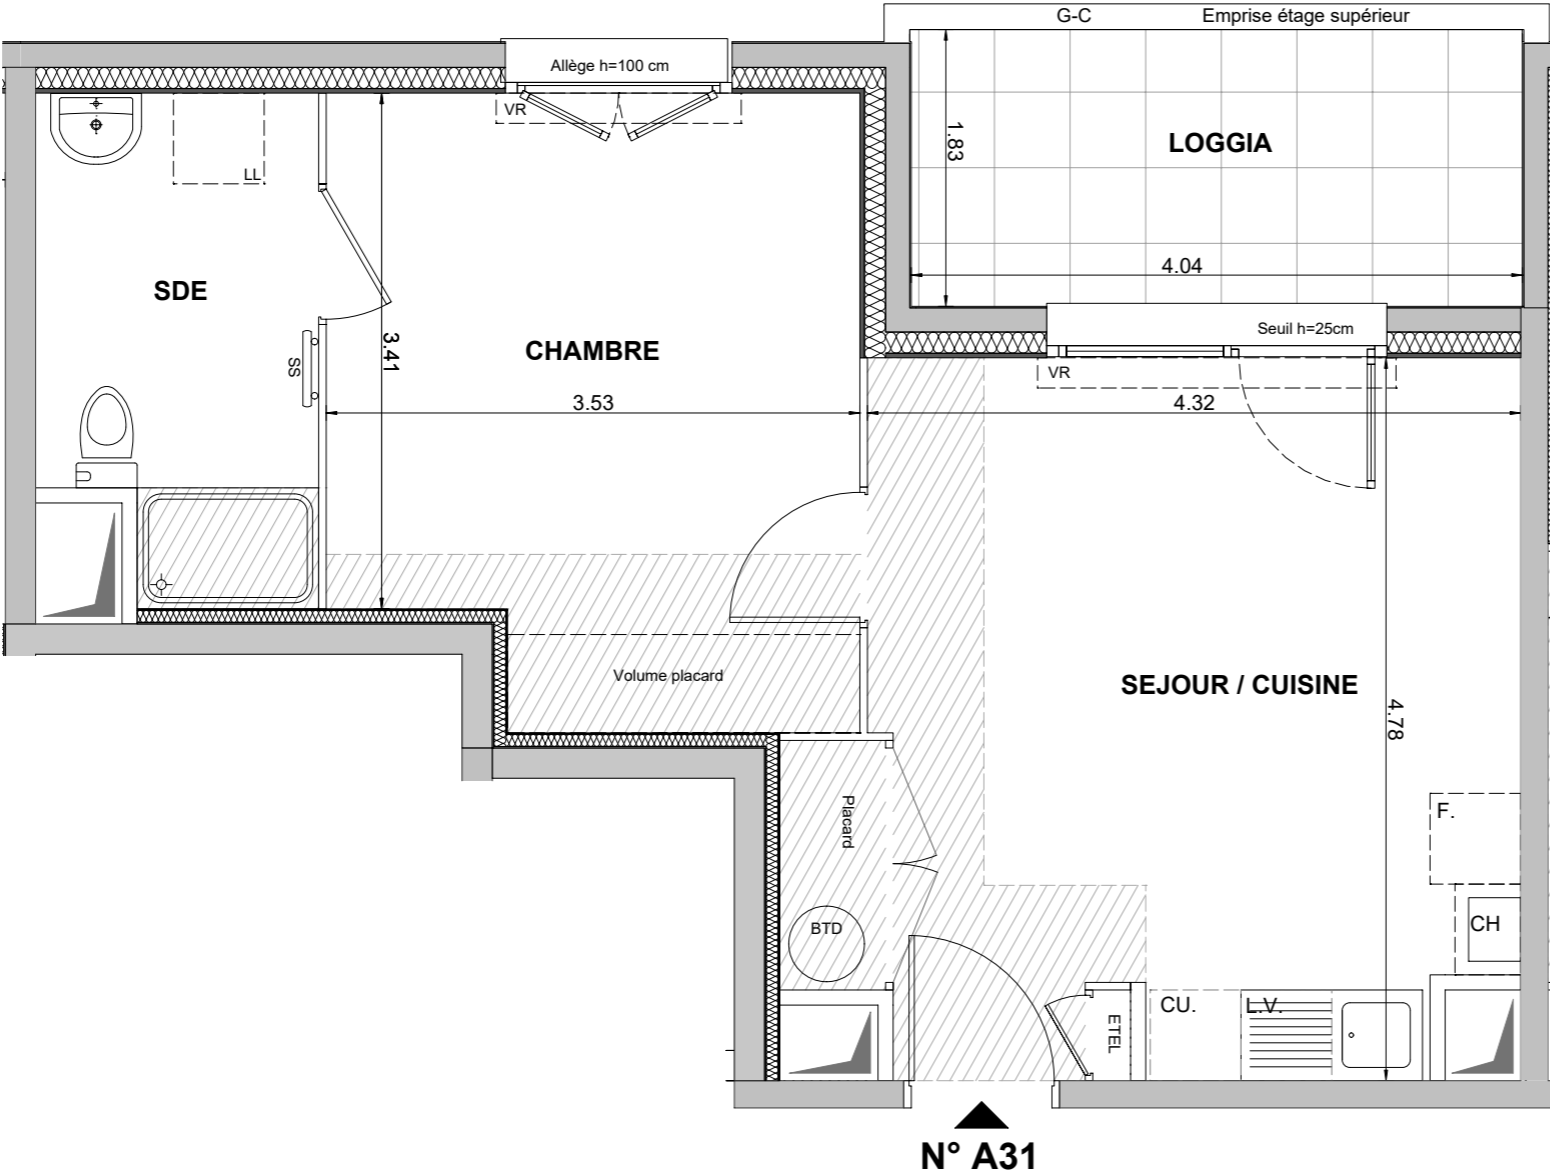 G-C Emprise étage supérieur
Allège h=100 cm
VR
LL
1.83
LOGGIA
4.04
SDE
SS
3.41
CHAMBRE
3.53
Seuil h=25cm
VR
4.32
Volume placard
SEJOUR / CUISINE
4.78
Placard
F.
BTD
CH
CU.
L.V.
ETEL
N° A31